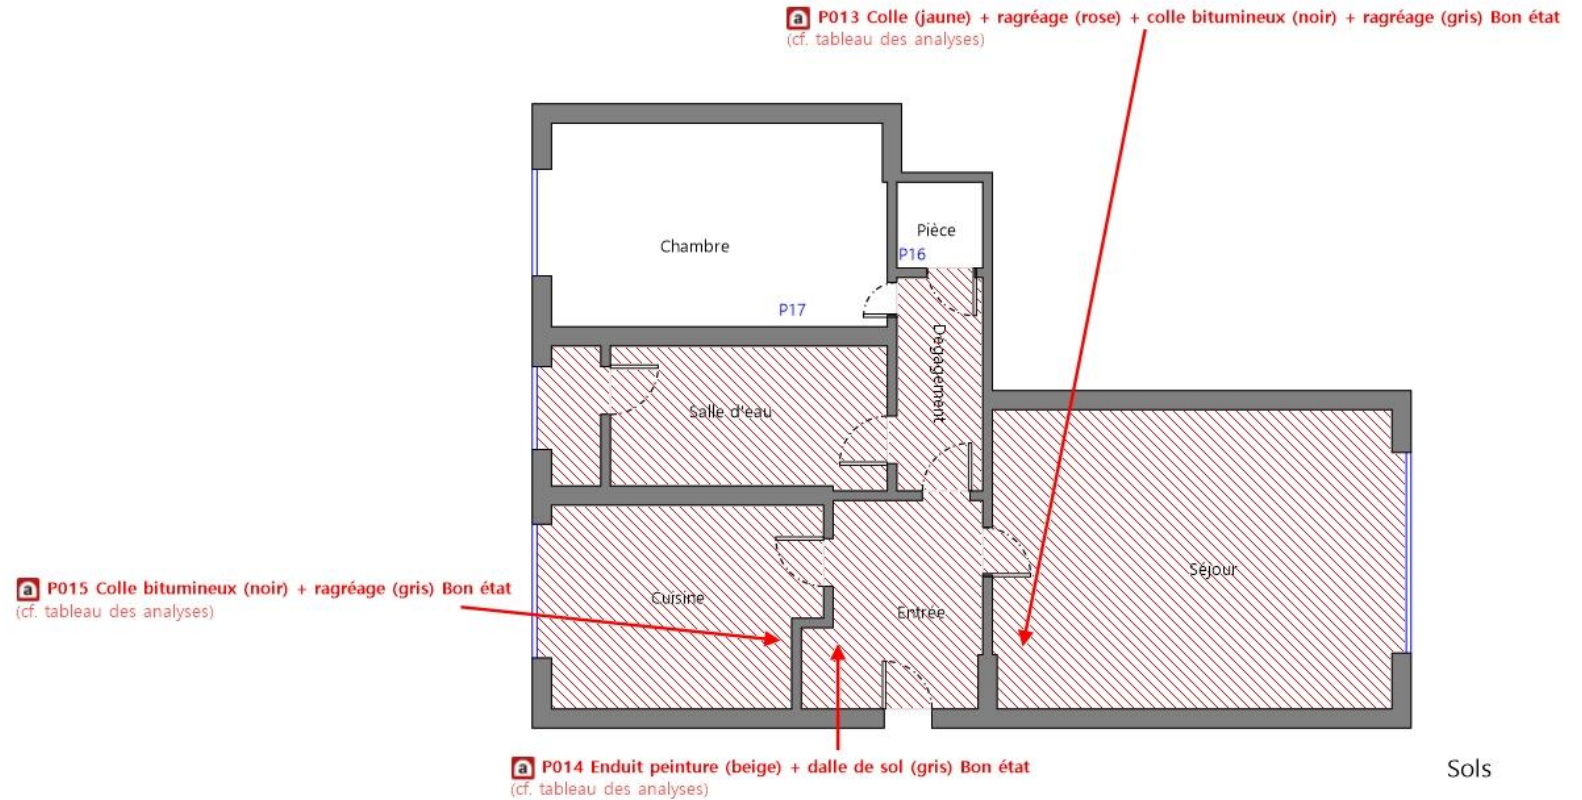 a P013 Colle (jaune) + ragréage (rose) + colle bitumineux (noir) + ragréage (gris) Bon état
(cf. tableau des analyses)
Pièce
Chambre
P16
P17
Dégagement
Salle d'eau
Séjour
a P015 Colle bitumineux (noir) + ragréage (gris) Bon état
(cf. tableau des analyses)
Cuisine
Entrée
a P014 Enduit peinture (beige) + dalle de sol (gris) Bon état
(cf. tableau des analyses)
Sols